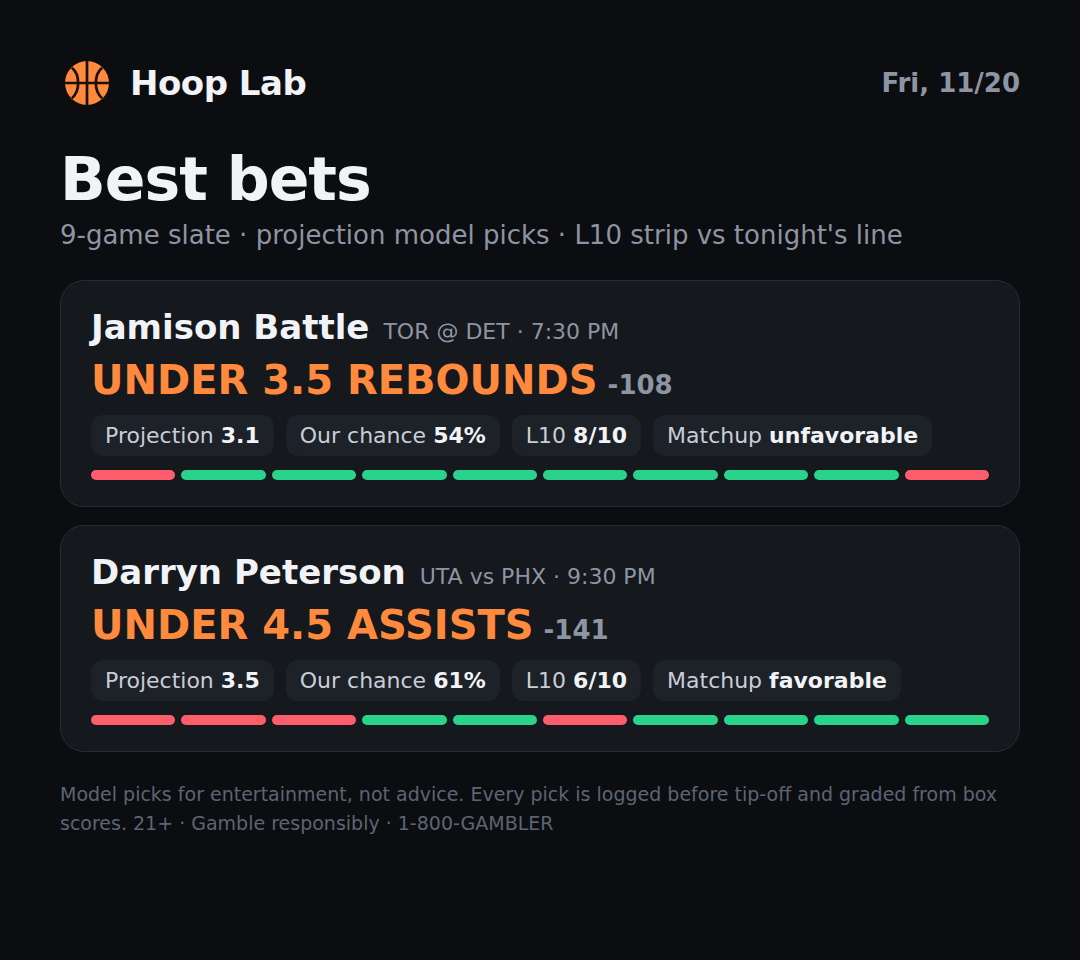 Hoop Lab
Fri, 11/20
Best bets
9-game slate · projection model picks · L10 strip vs tonight's line
Jamison Battle TOR @ DET · 7:30 PM
UNDER 3.5 REBOUNDS -108
Projection 3.1 Our chance 54% L10 8/10 Matchup unfavorable
Darryn Peterson UTA vs PHX · 9:30 PM
UNDER 4.5 ASSISTS -141
Projection 3.5 Our chance 61% L10 6/10 Matchup favorable
Model picks for entertainment, not advice. Every pick is logged before tip-off and graded from box
scores. 21+ · Gamble responsibly · 1-800-GAMBLER